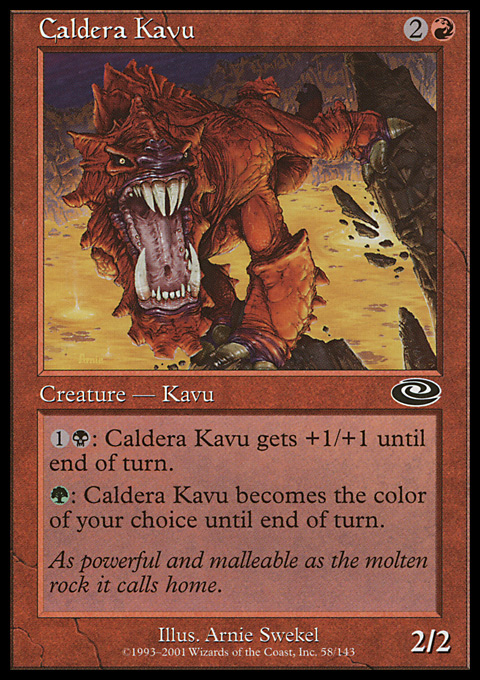 Caldera Kavu 2
Creature — Kavu
1: Caldera Kavu gets +1/+1 until
end of turn.
: Caldera Kavu becomes the color
of your choice until end of turn.
As powerful and malleable as the molten
rock it calls home.
Illus. Arnie Swekel
©1993–2001 Wizards of the Coast, Inc. 58/143
2/2